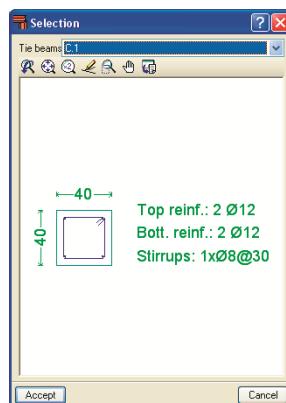 Selection
Tie beams C.1
40
Top reinf.: 2 Ø12
40
Bott. reinf.: 2 Ø12
Stirrups: 1xØ8@30
Accept
Cancel